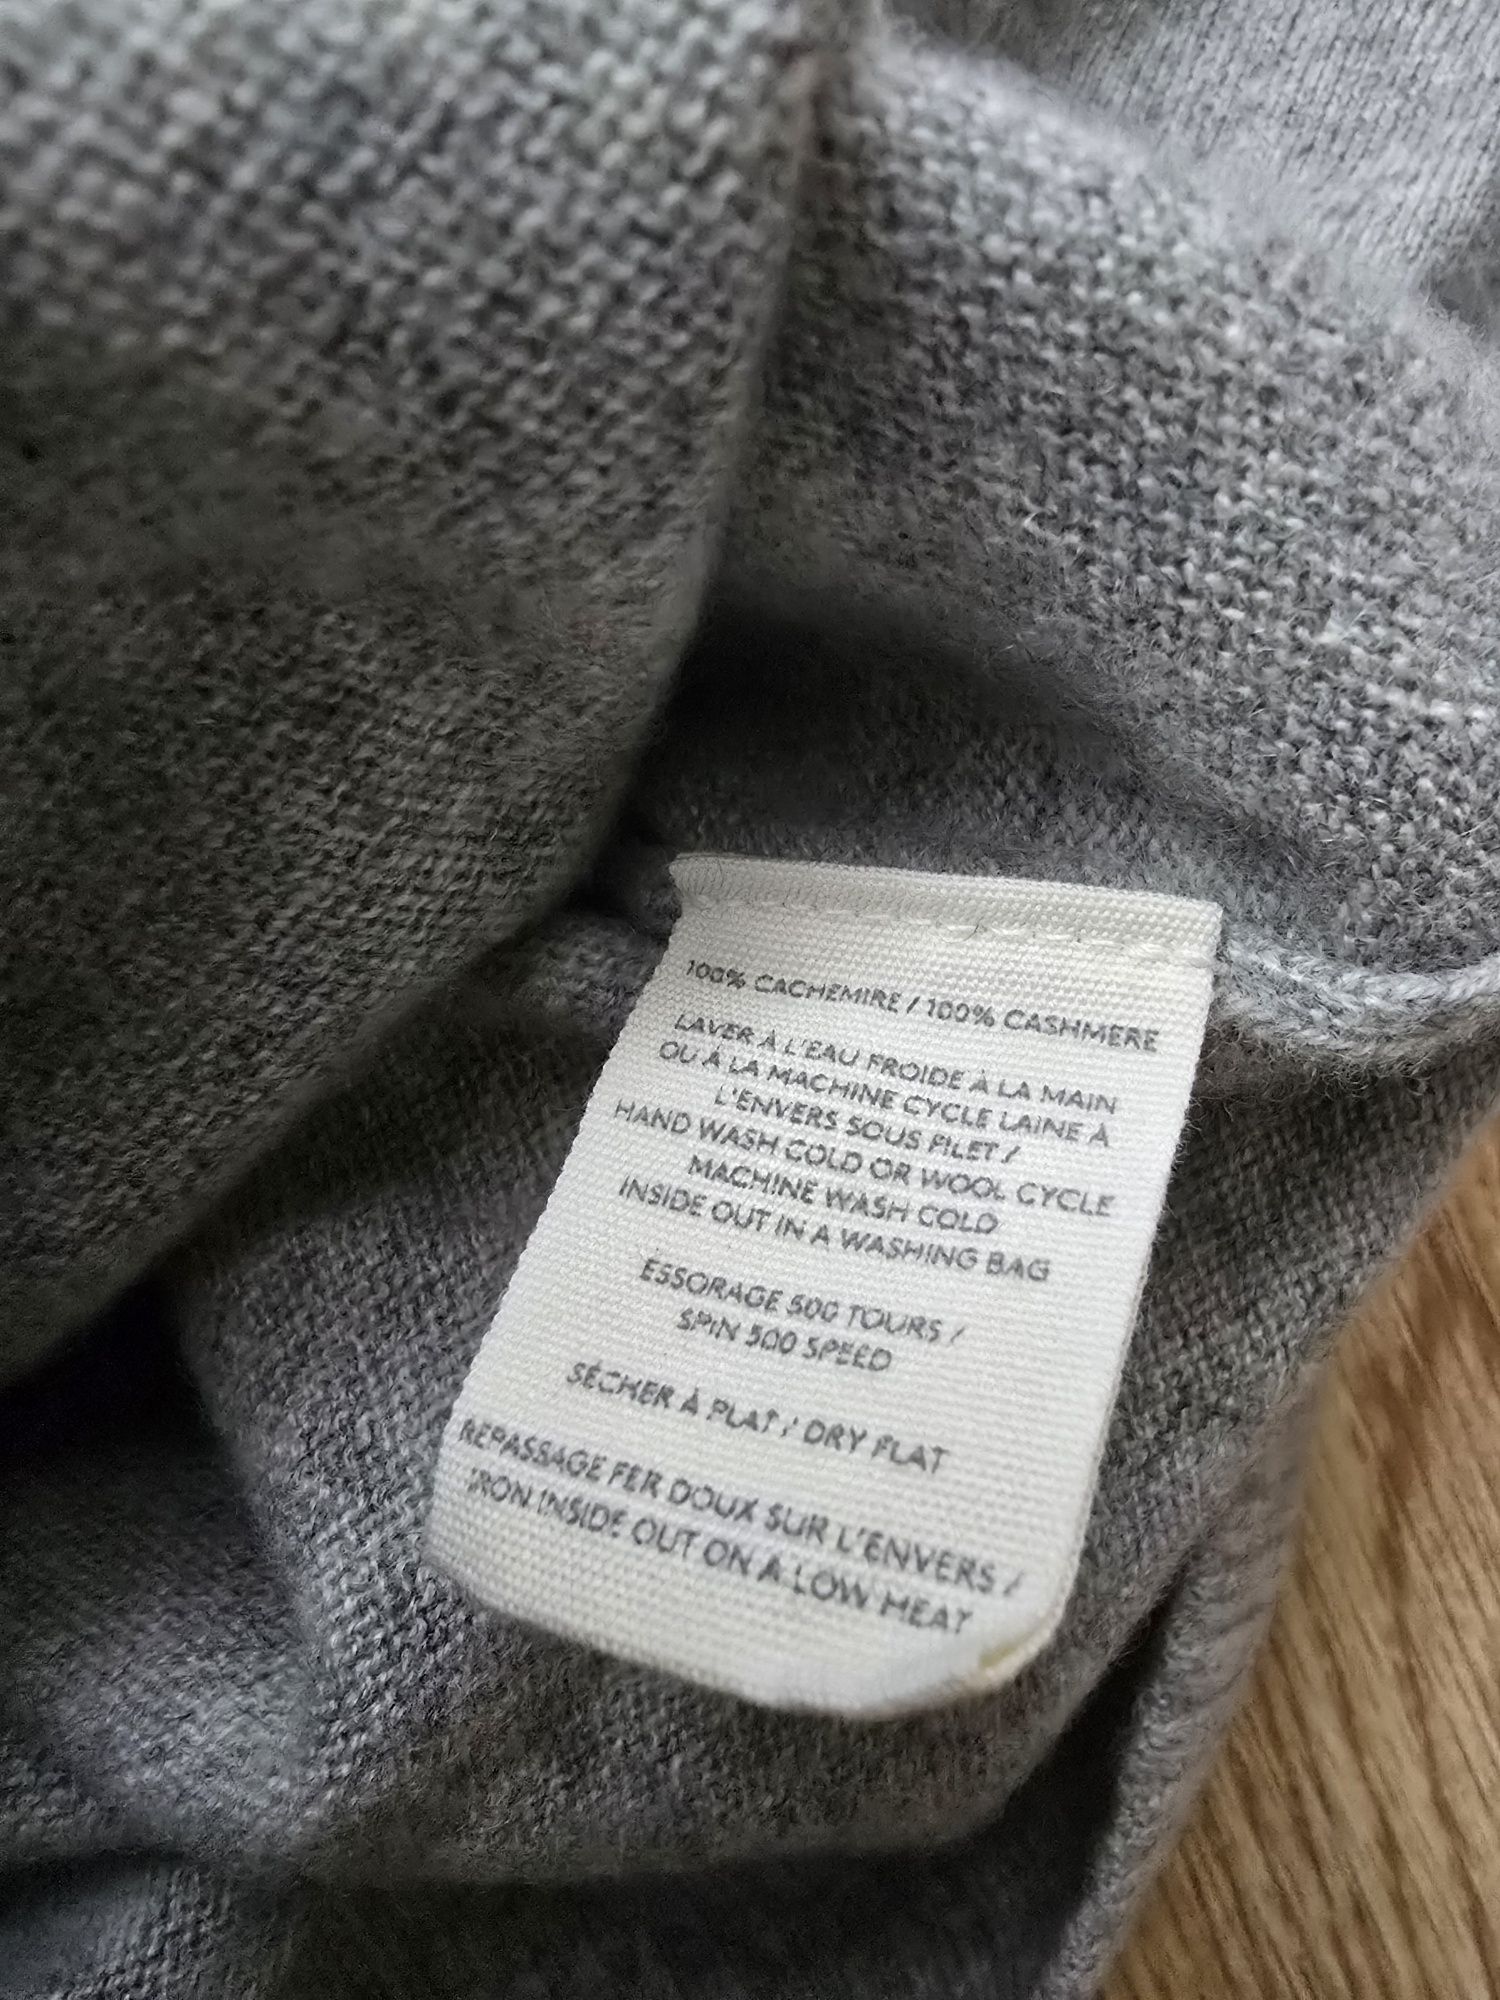 100% CACHEMIRE / 100% CASHMERE
LAVER À L'EAU FROIDE À LA MAIN
OU À LA MACHINE CYCLE LAINE À
L'ENVERS SOUS FILET /
HAND WASH COLD OR WOOL CYCLE
MACHINE WASH COLD
INSIDE OUT IN A WASHING BAG
ESSORAGE 500 TOURS /
SPIN 500 SPEED
SÉCHER À PLAT / DRY FLAT
REPASSAGE FER DOUX SUR L'ENVERS /
IRON INSIDE OUT ON A LOW HEAT